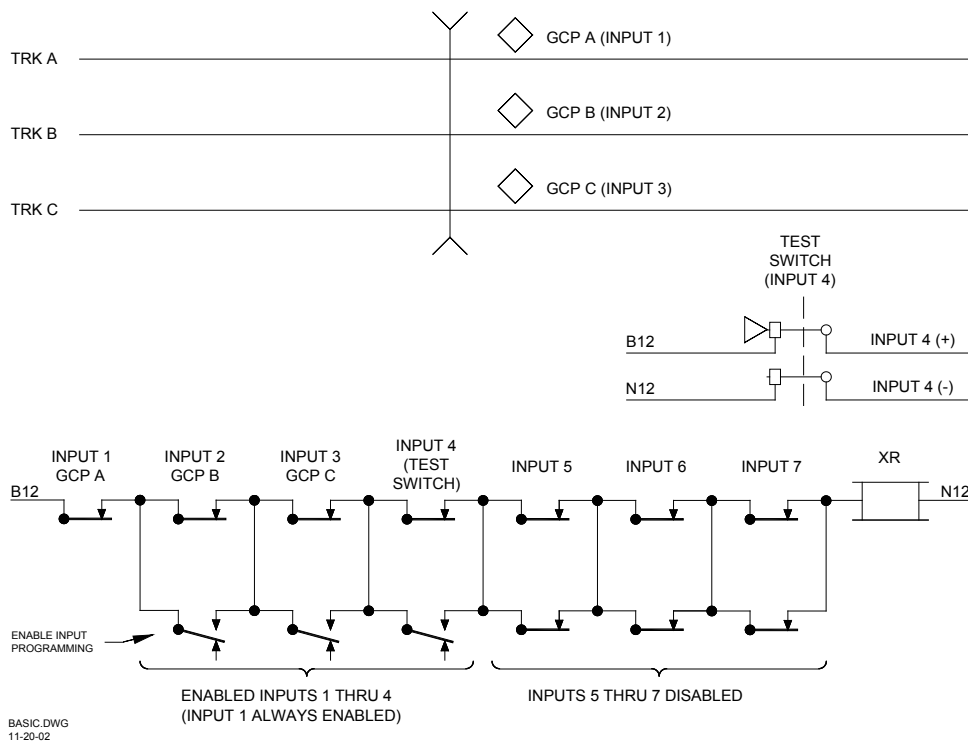 TRK A
GCP A (INPUT 1)
TRK B
GCP B (INPUT 2)
TRK C
GCP C (INPUT 3)
TEST
SWITCH
(INPUT 4)
B12
INPUT 4 (+)
N12
INPUT 4 (-)
INPUT 1
GCP A
INPUT 2
GCP B
INPUT 3
GCP C
INPUT 4
(TEST
SWITCH)
INPUT 5
INPUT 6
INPUT 7
XR
B12
N12
ENABLE INPUT
PROGRAMMING
ENABLED INPUTS 1 THRU 4
(INPUT 1 ALWAYS ENABLED)
INPUTS 5 THRU 7 DISABLED
BASIC.DWG
11-20-02